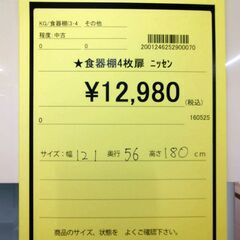 KG/食器棚/3-4 その他
程度:中古
2001246252900070
0 0
★食器棚4枚扉 ニッセン
¥12,980
(税込)
0 160525
サイズ:幅 121 奥行 56 高さ 180 cm
商品のサイズ、状態を よくご確認下さい。